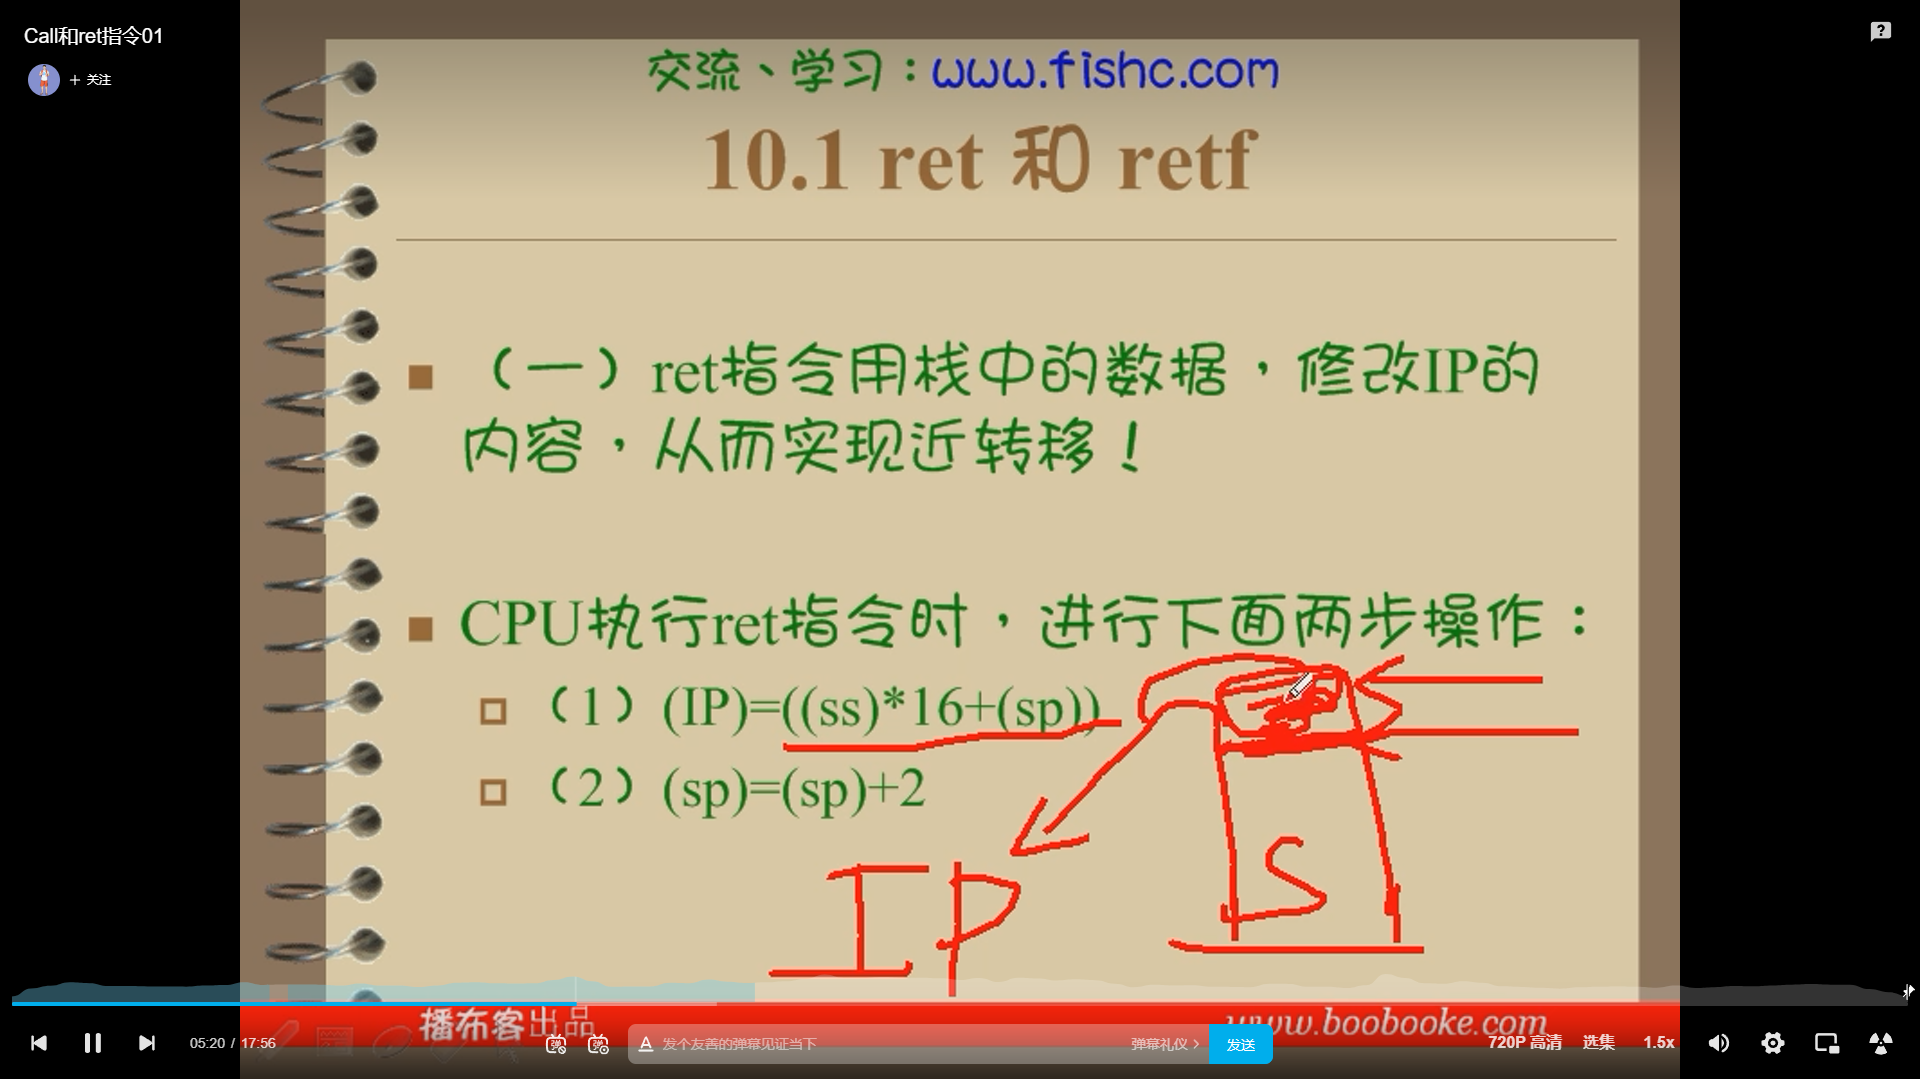 Call和ret指令01
+ 关注
交流、学习：www.fishc.com
10.1 ret 和 retf
（一）ret指令用栈中的数据，修改IP的
内容，从而实现近转移！
CPU执行ret指令时，进行下面两步操作：
（1）(IP)=((ss)*16+(sp))
（2）(sp)=(sp)+2
IP
S
播布客出品
www.boobooke.com
05:20 / 17:56
发个友善的弹幕见证当下
弹幕礼仪 >
发送
720P 高清
选集
1.5x